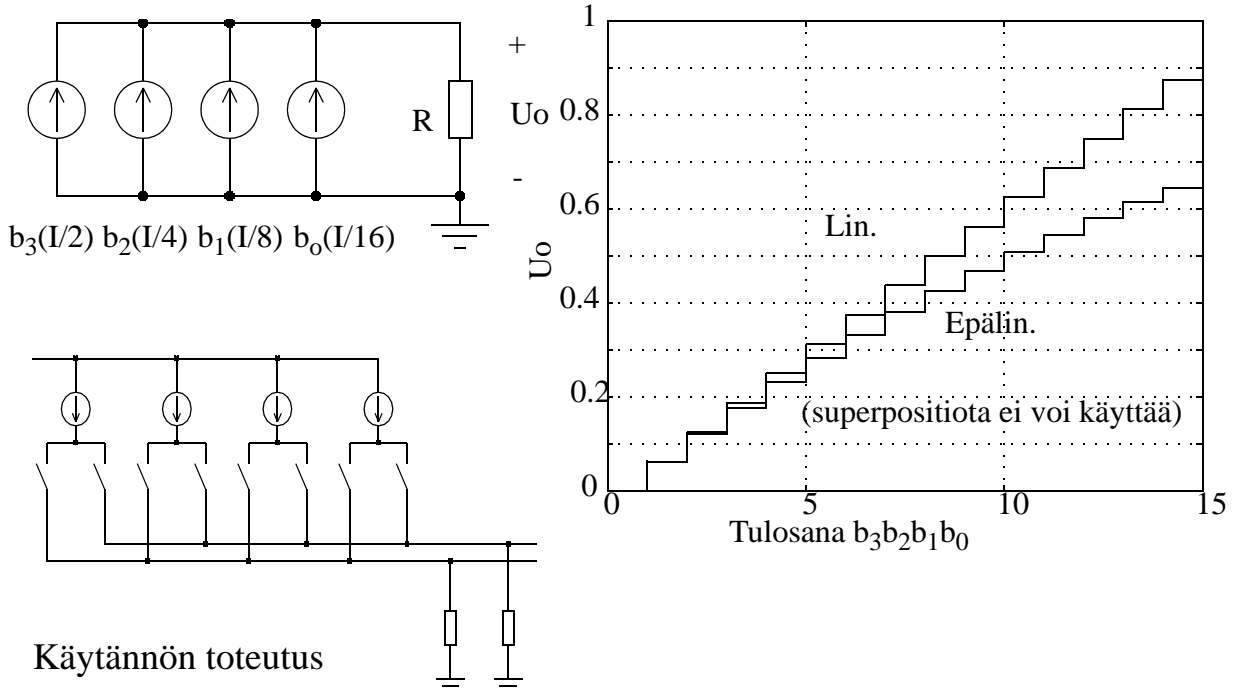 +
R
Uo
-
b3(I/2) b2(I/4) b1(I/8) bo(I/16)
Käytännön toteutus
1
0.8
0.6
0.4
0.2
0
Uo
Lin.
Epälin.
(superpositiota ei voi käyttää)
0 5 10 15
Tulosana b3b2b1b0